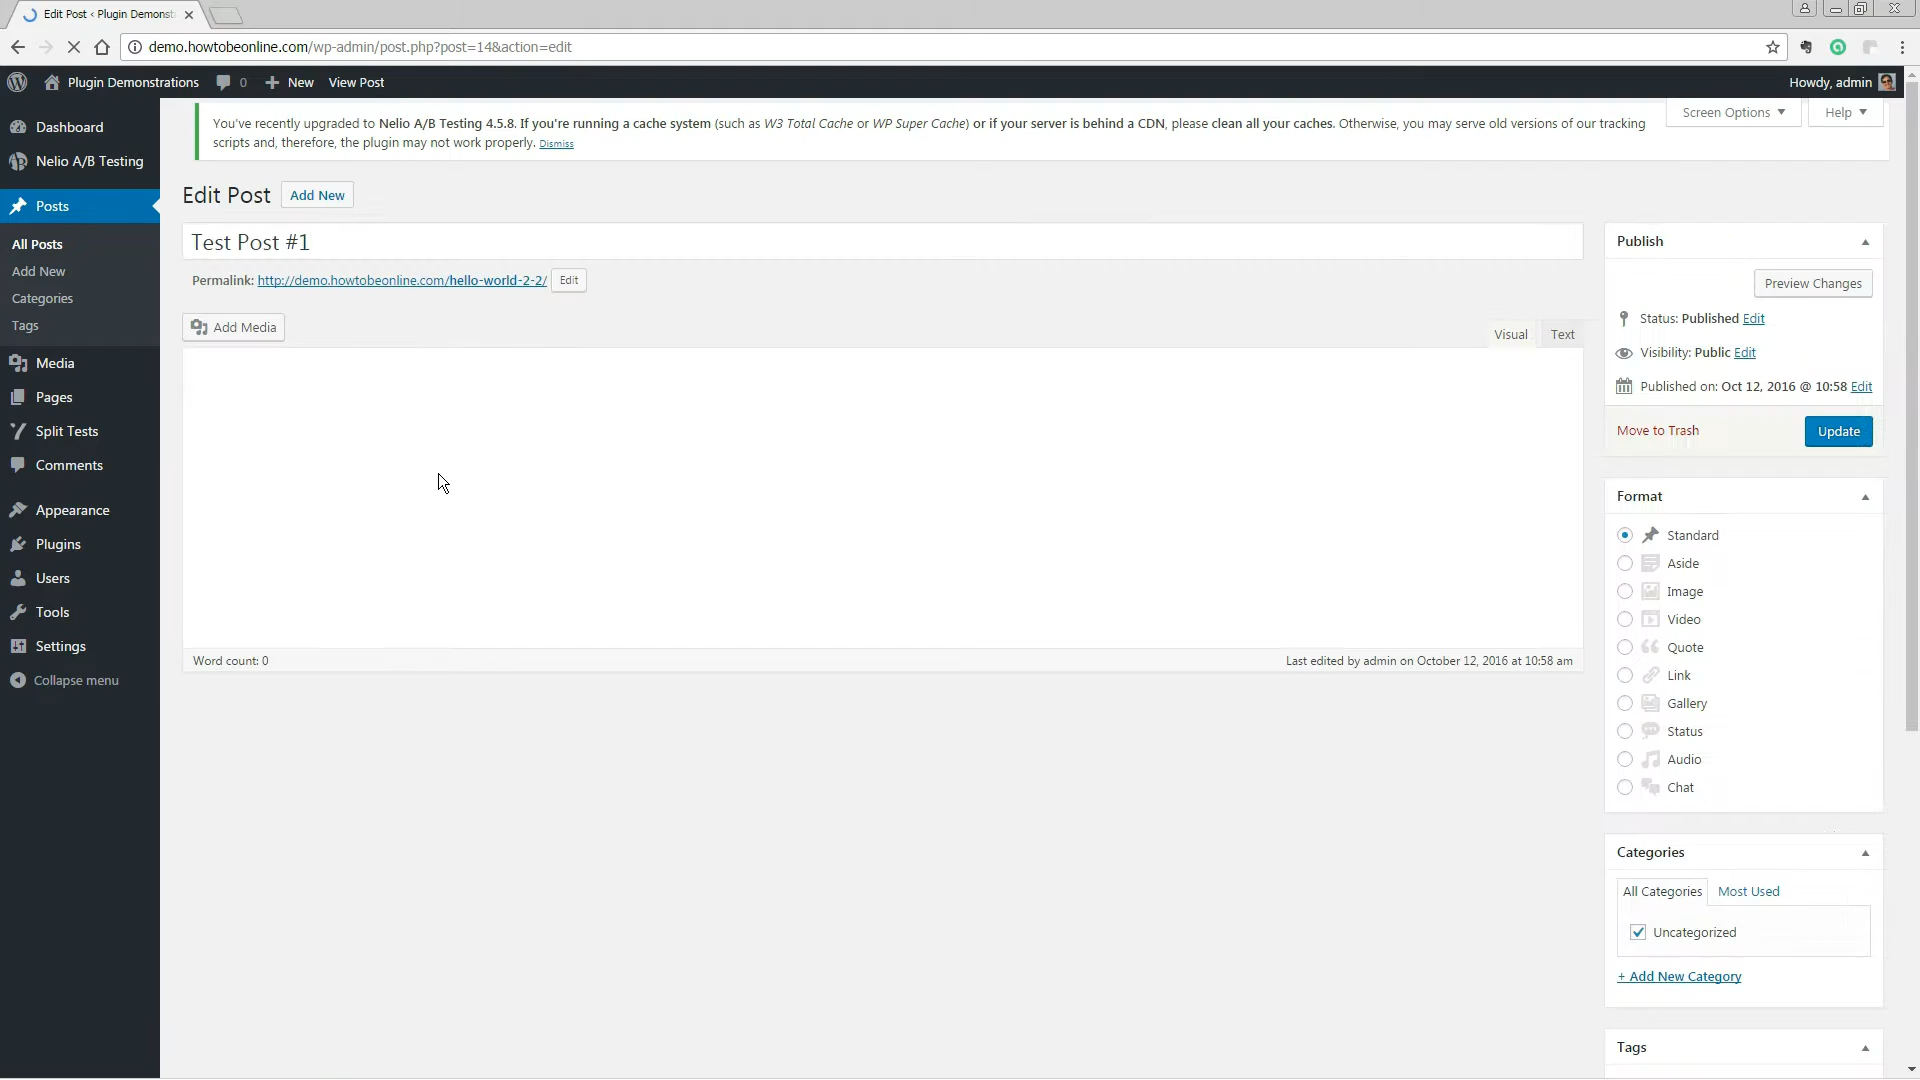 Edit Post ‹ Plugin Demonst
demo.howtobeonline.com/wp-admin/post.php?post=14&action=edit
Plugin Demonstrations 0 New View Post Howdy, admin
Screen Options Help
You've recently upgraded to Nelio A/B Testing 4.5.8. If you're running a cache system (such as W3 Total Cache or WP Super Cache) or if your server is behind a CDN, please clean all your caches. Otherwise, you may serve old versions of our tracking
scripts and, therefore, the plugin may not work properly. Dismiss
Dashboard
Nelio A/B Testing
Posts
All Posts
Add New
Categories
Tags
Media
Pages
Split Tests
Comments
Appearance
Plugins
Users
Tools
Settings
Collapse menu
Edit Post Add New
Test Post #1
Permalink: http://demo.howtobeonline.com/hello-world-2-2/ Edit
Add Media
Visual Text
Word count: 0 Last edited by admin on October 12, 2016 at 10:58 am
Publish
Preview Changes
Status: Published Edit
Visibility: Public Edit
Published on: Oct 12, 2016 @ 10:58 Edit
Move to Trash Update
Format
Standard
Aside
Image
Video
Quote
Link
Gallery
Status
Audio
Chat
Categories
All Categories Most Used
Uncategorized
+ Add New Category
Tags